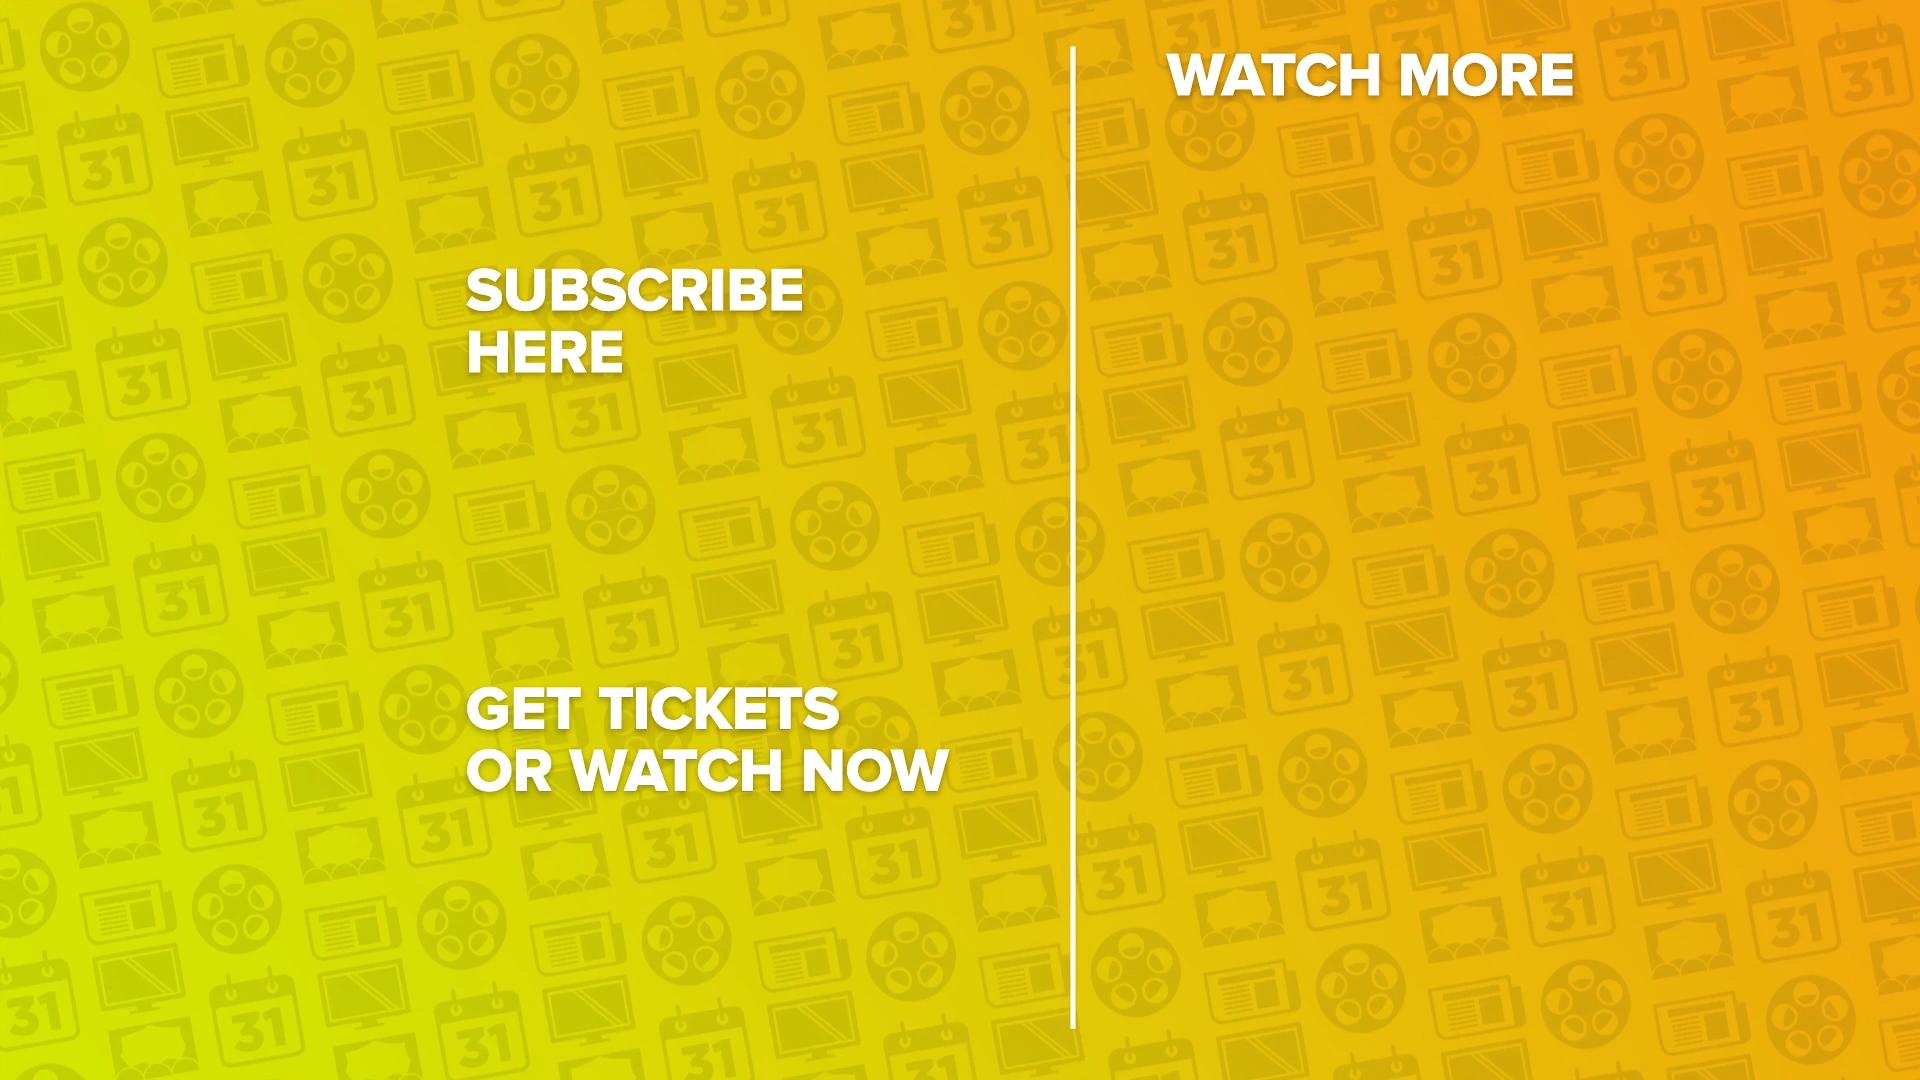 SUBSCRIBE
HERE
GET TICKETS
OR WATCH NOW
WATCH MORE